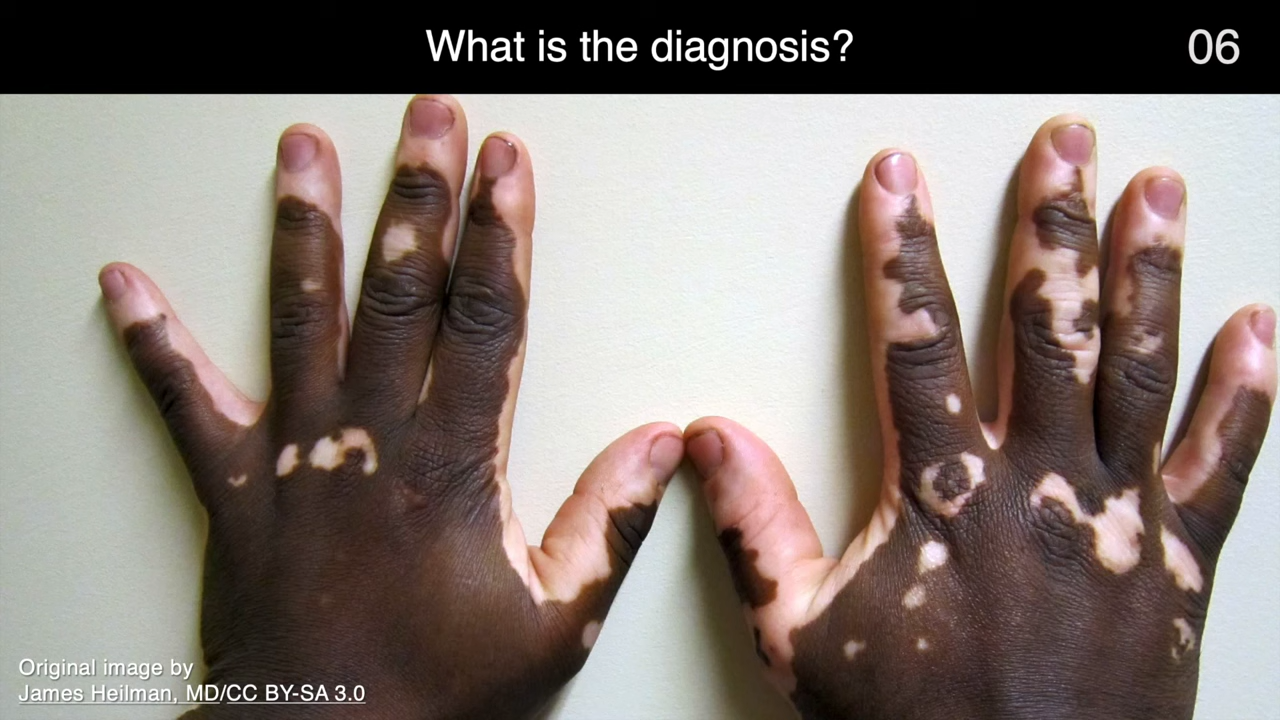 What is the diagnosis?
06
Original image by
James Heilman, MD/CC BY-SA 3.0